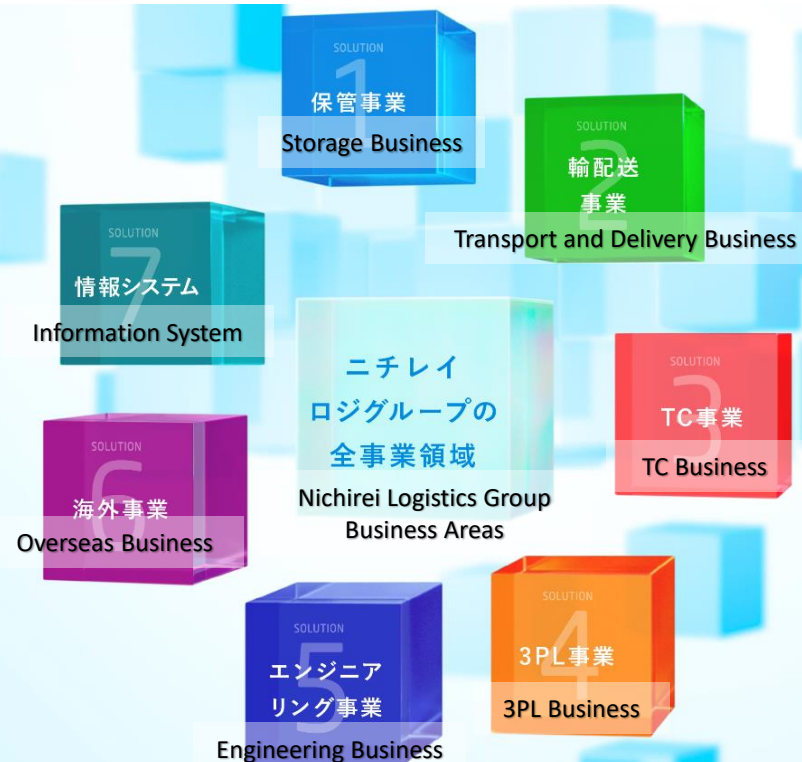 SOLUTION
1
保管事業
Storage Business
SOLUTION
2
輸配送
事業
Transport and Delivery Business
SOLUTION
3
TC事業
TC Business
SOLUTION
4
3PL事業
3PL Business
SOLUTION
5
エンジニア
リング事業
Engineering Business
SOLUTION
6
海外事業
Overseas Business
SOLUTION
7
情報システム
Information System
ニチレイ
ロジグループの
全事業領域
Nichirei Logistics Group
Business Areas